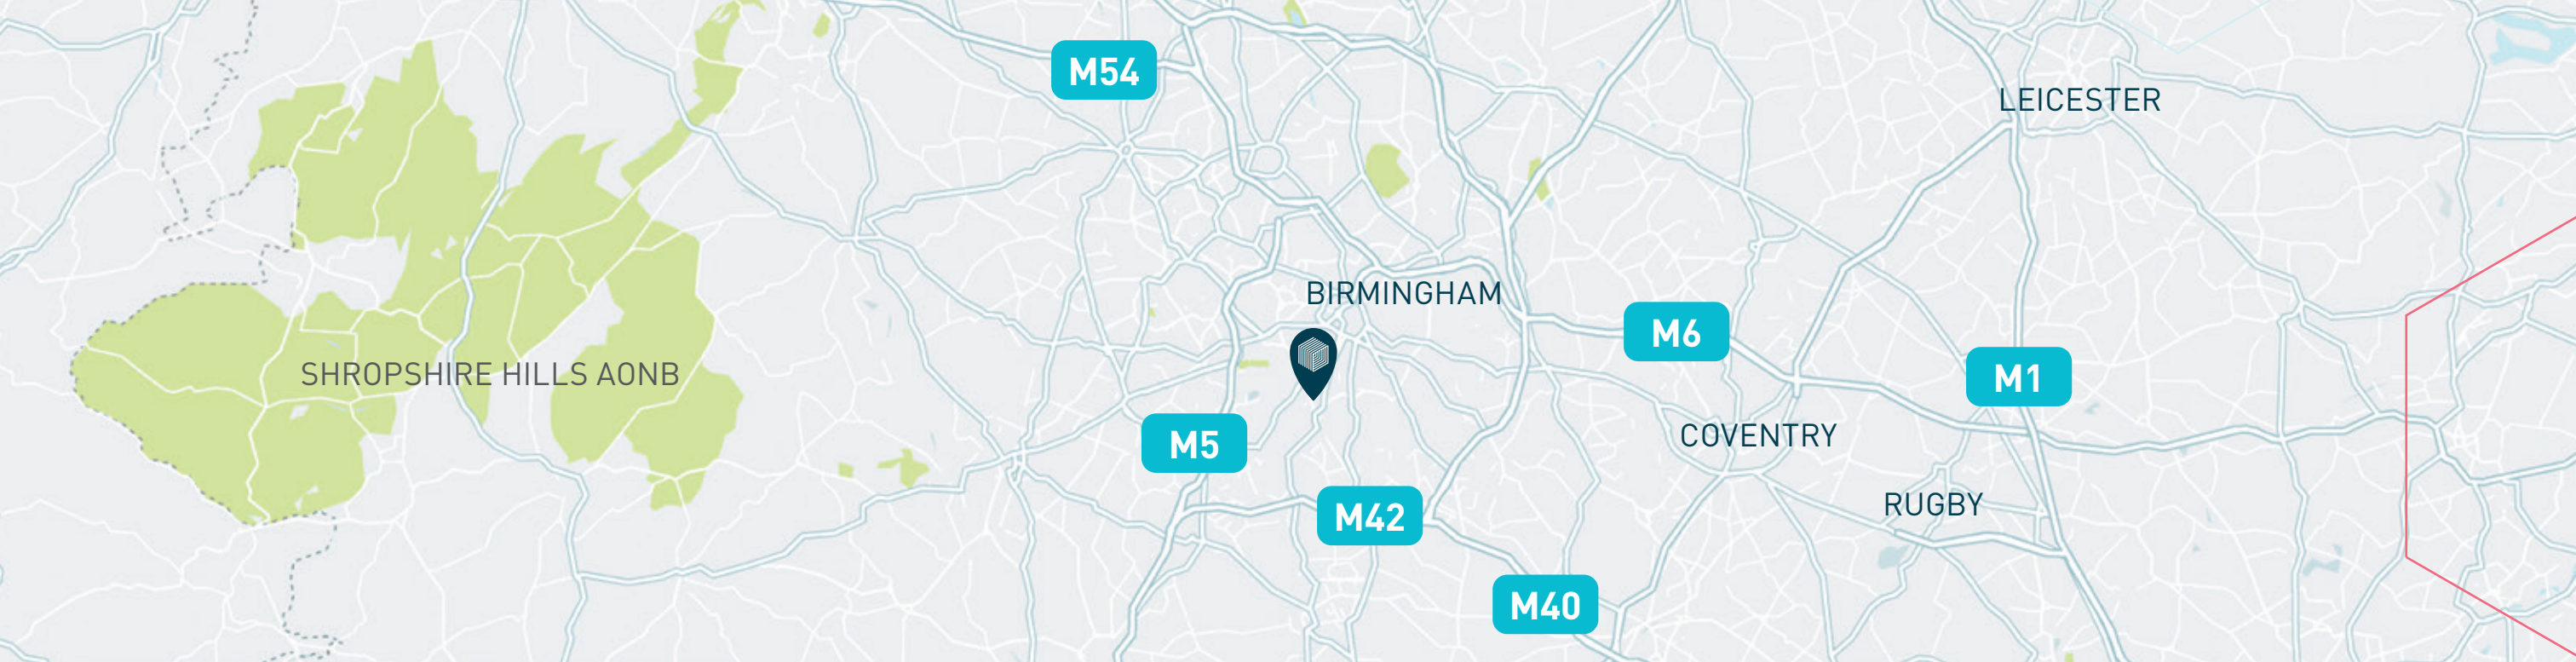 M54
LEICESTER
BIRMINGHAM
M6
SHROPSHIRE HILLS AONB
M1
M5
COVENTRY
M42
RUGBY
M40